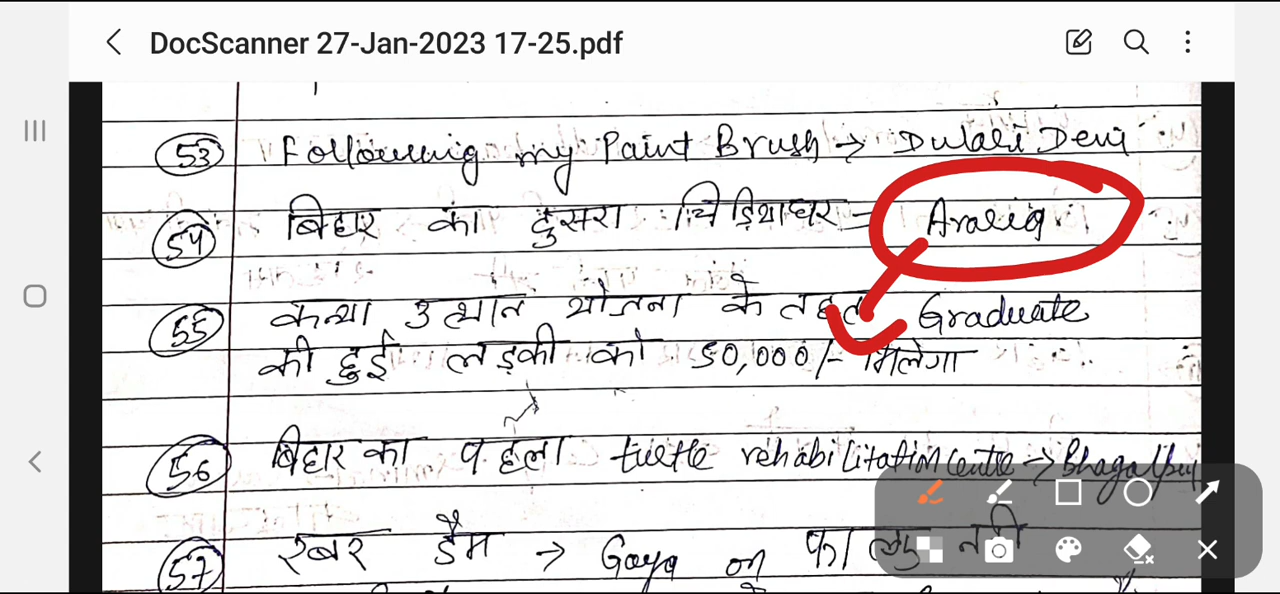 DocScanner 27-Jan-2023 17-25.pdf
53 Following my Paint Brush → Dulari Devi
54 बिहार का दुसरा चिड़ियाघर = Araria
55 कन्या उत्थान योजना के तहत Graduate
की हुई लड़की को 50,000/- मिलेगा
56 बिहार का पहला turtle rehabilitation centre → Bhagalpur
57 रबर डैम → Gaya on फाल्गु नदी